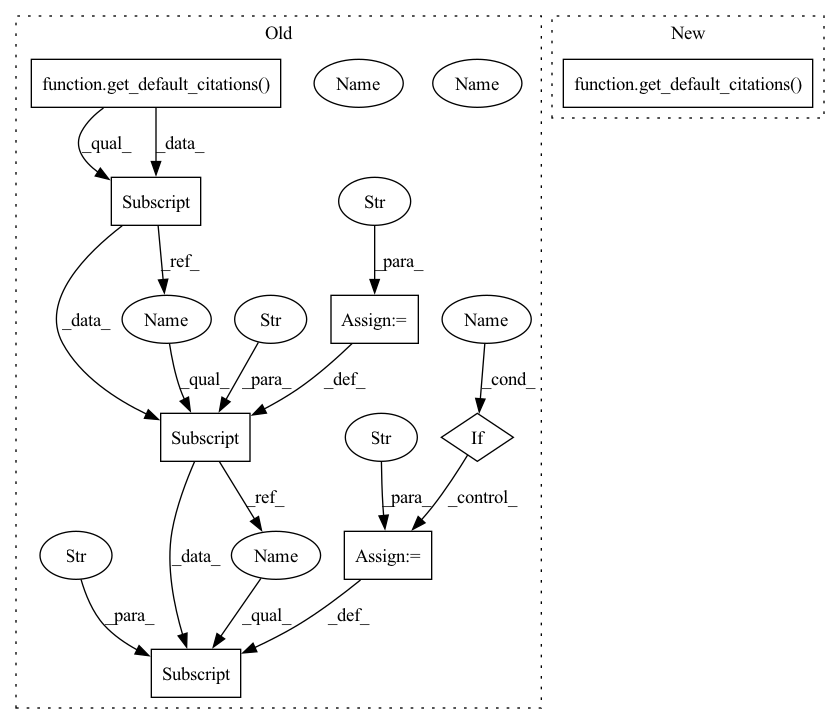 Old
New
function.get_default_citations()
Name
Name
function.get_default_citations()
_qual_
_data_
Subscript
Str
_ref_
_para_
_data_
Name
Str
Assign:=
Name
_qual_
_para_
_def_
_cond_
Subscript
Str
If
_ref_
_para_
_control_
Str
_data_
Name
Assign:=
_para_
_qual_
_def_
Subscript